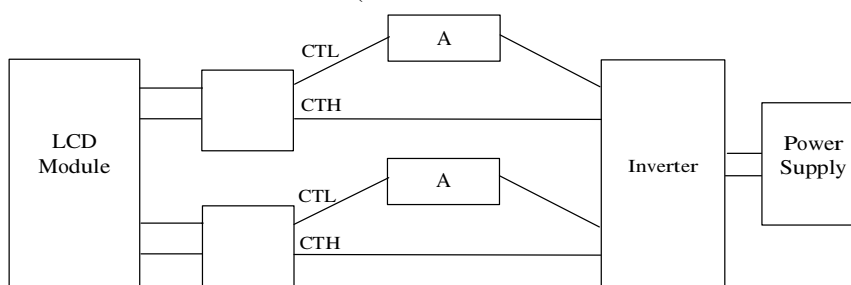 CTL
A
CTH
LCD
Module
Inverter
Power
Supply
CTL
A
CTH